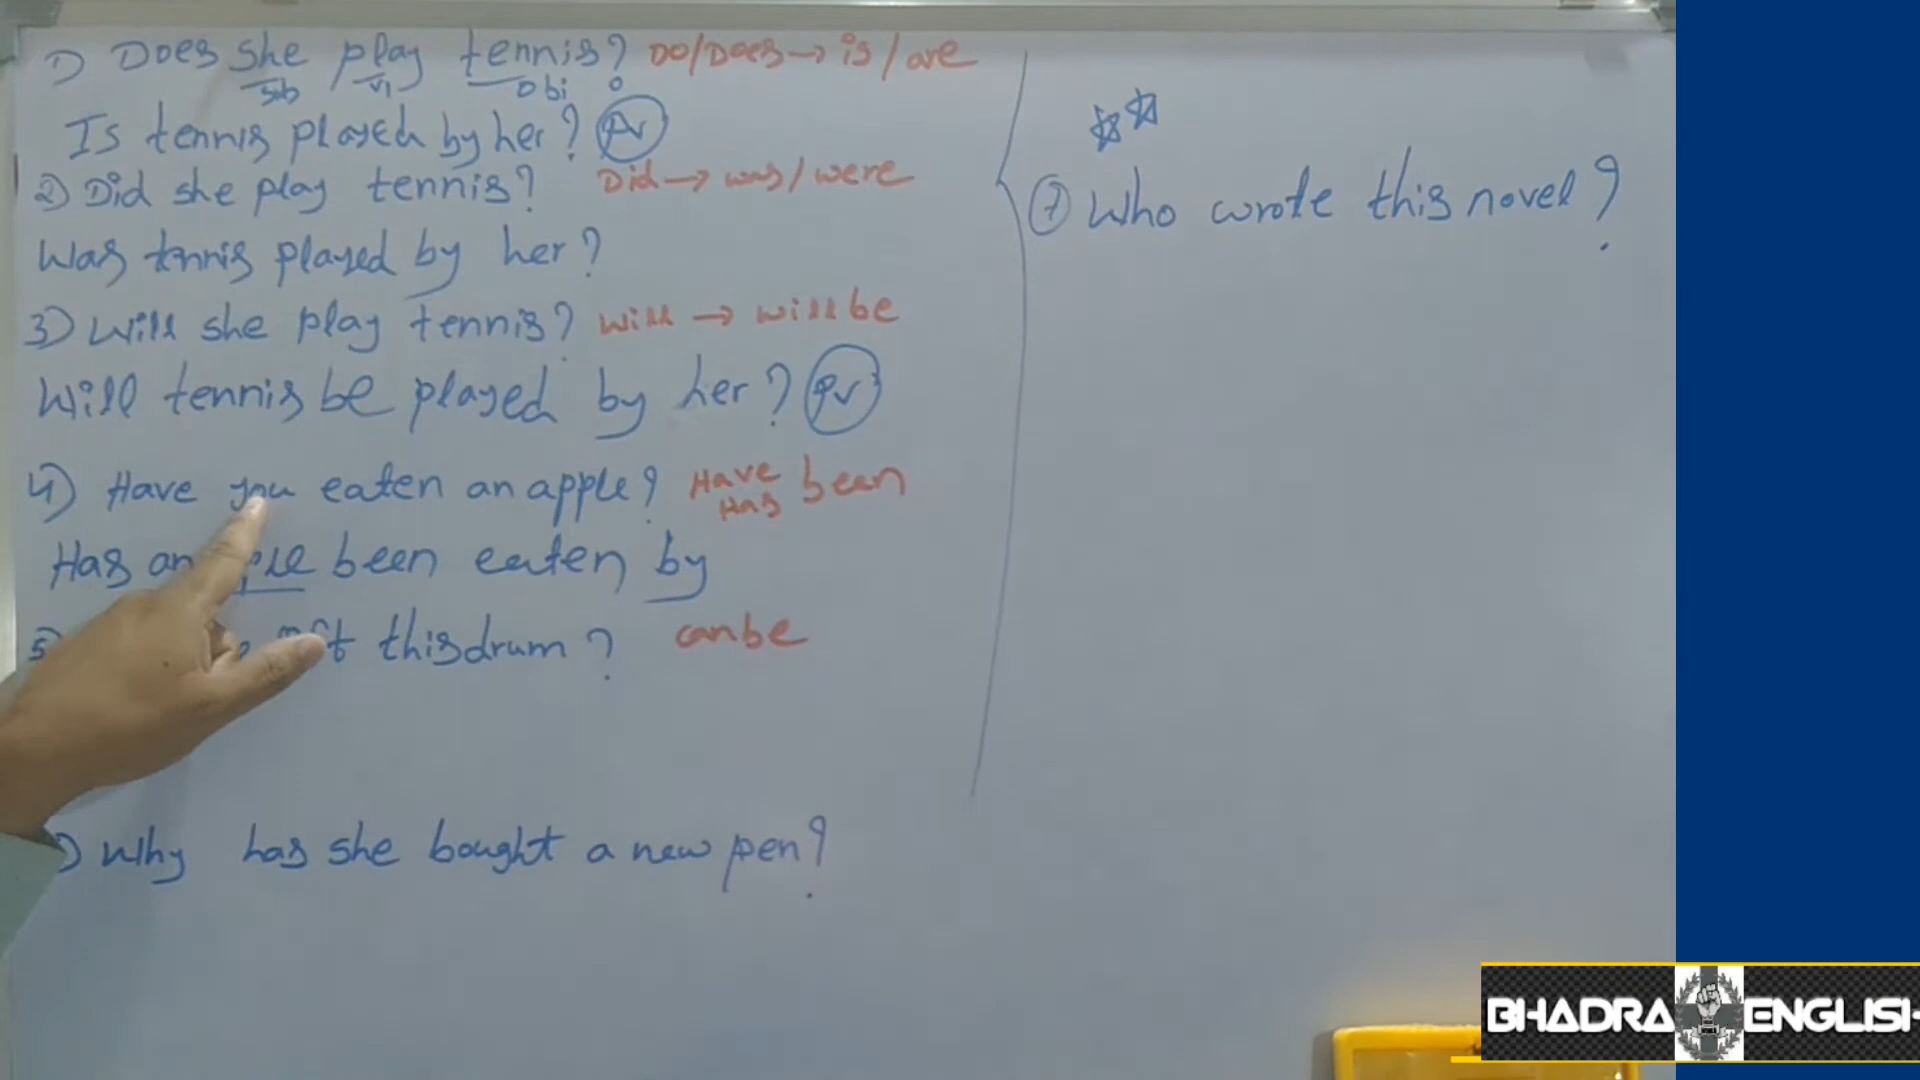 1) Does she play tennis? Do/Does → is/are
sub v1 obj
Is tennis played by her? PV
2) Did she play tennis? Did → was/were
Was tennis played by her?
3) Will she play tennis? will → will be
Will tennis be played by her? PV
4) Have you eaten an apple? Have Has been
Has an been eaten by
5) this drum? can be
) Why has she bought a new pen?
7 Who wrote this novel?
BHADRA ENGLISH